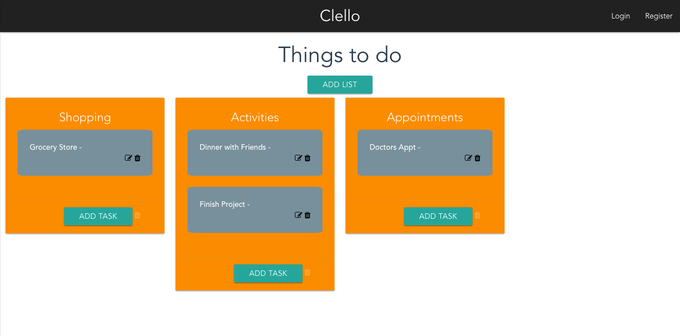 Clello
Login
Register
Things to do
ADD LIST
Shopping
Grocery Store -
ADD TASK
Activities
Dinner with Friends -
Finish Project -
ADD TASK
Appointments
Doctors Appt -
ADD TASK